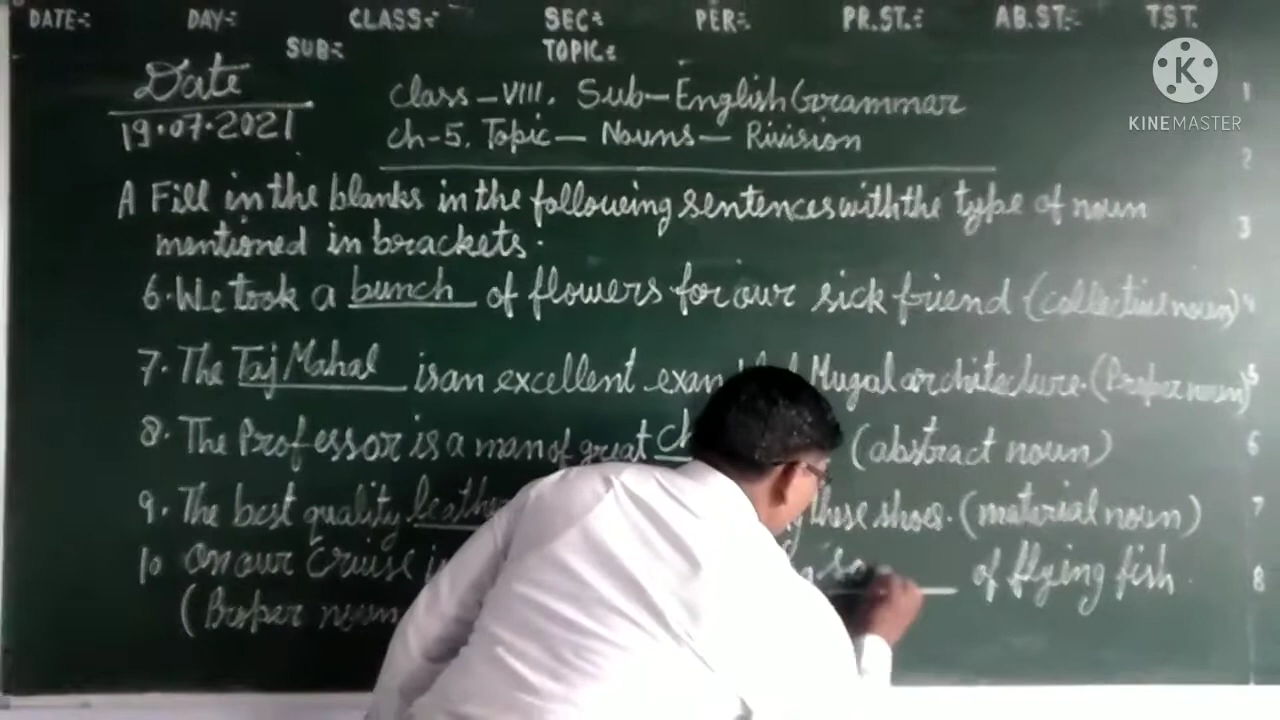 DATE:- DAY:- CLASS:- SEC:- PER:- PR.ST.:- AB.ST.:- T.ST.
SUB:- TOPIC:-
KINEMASTER
Date
19.07.2021
Class - VIII. Sub - English Grammar
Ch-5. Topic - Nouns - Rivision
A Fill in the blanks in the following sentences with the type of noun
mentioned in brackets.
6. We took a bunch of flowers for our sick friend (collective noun)
7. The Taj Mahal is an excellent Mugal architecture. (Proper noun)
8. The Professor is a man of great (abstract noun)
9. The best quality these shoes. (material noun)
10 On our Cruise of flying fish.
(Proper noun
1
2
3
4
5
6
7
8